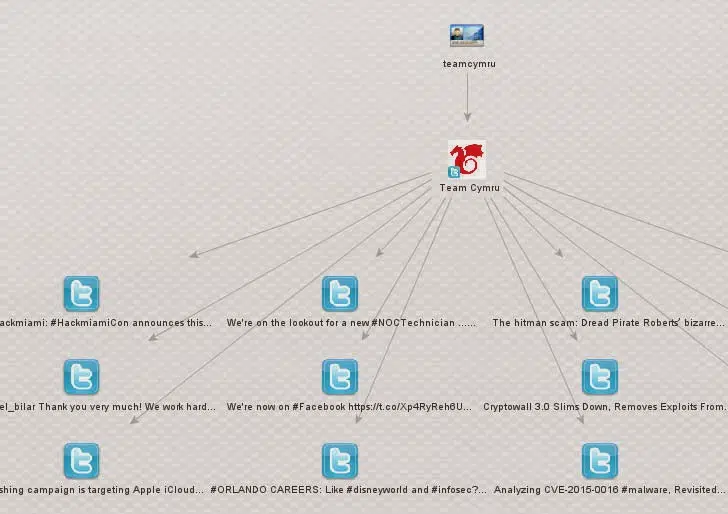 teamcymru
Team Cymru
ackmiami: #HackmiamiCon announces this...
We're on the lookout for a new #NOCTechnician ......
The hitman scam: Dread Pirate Roberts' bizarre...
el_bilar Thank you very much! We work hard...
We're now on #Facebook https://t.co/Xp4RyReh6U...
Cryptowall 3.0 Slims Down, Removes Exploits From.
shing campaign is targeting Apple iCloud...
#ORLANDO CAREERS: Like #disneyworld and #infosec?...
Analyzing CVE-2015-0016 #malware, Revisited...